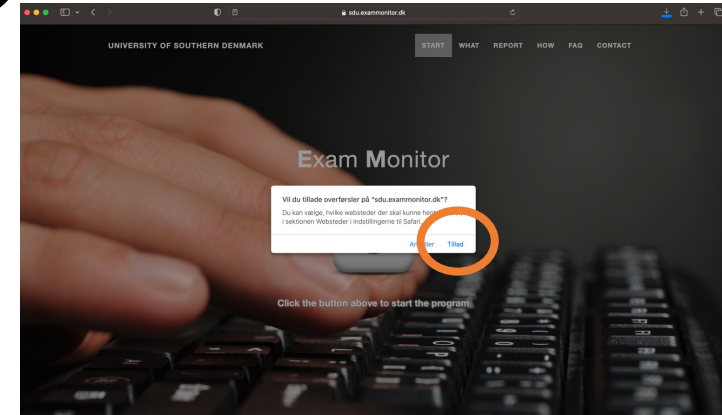 sdu.exammonitor.dk
UNIVERSITY OF SOUTHERN DENMARK
START WHAT REPORT HOW FAQ CONTACT
Exam Monitor
Vil du tillade overførsler på "sdu.exammonitor.dk"?
Du kan vælge, hvilke websteder der skal kunne
i sektionen Websteder i indstillingerne til Safari.
Tillad
Click the button above to start the program